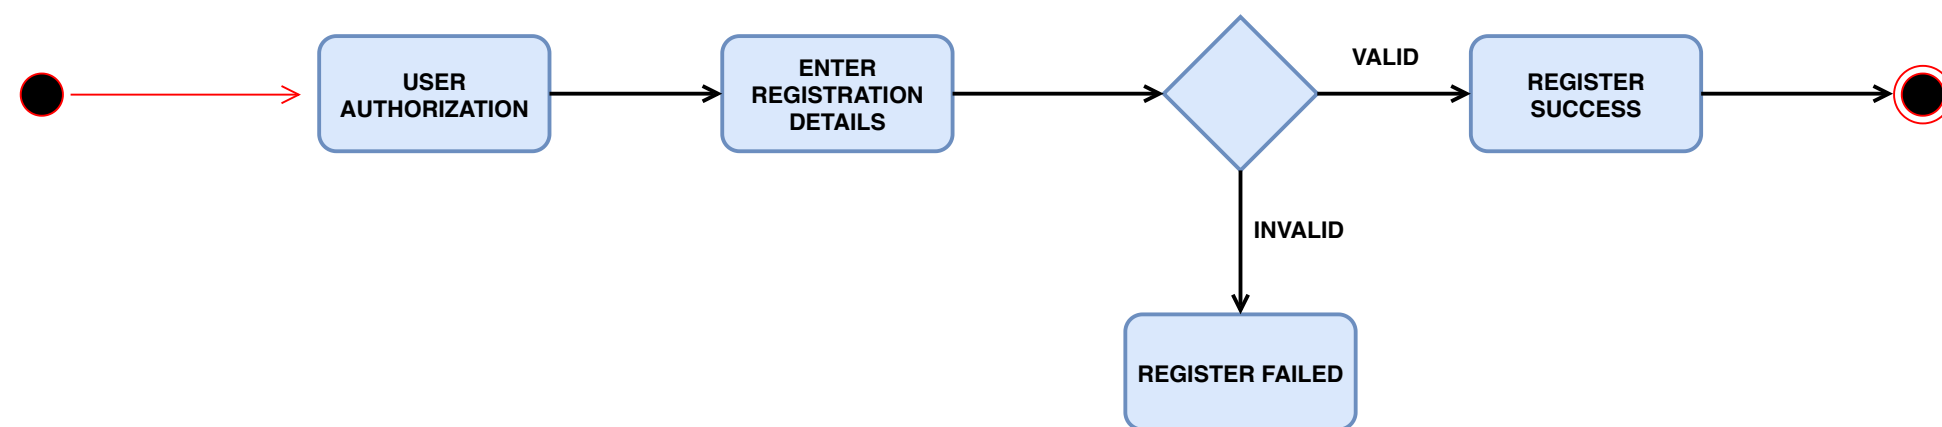 USER
AUTHORIZATION
ENTER
REGISTRATION
DETAILS
VALID
REGISTER
SUCCESS
INVALID
REGISTER FAILED